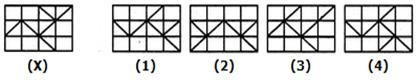 (X) (1) (2) (3) (4)